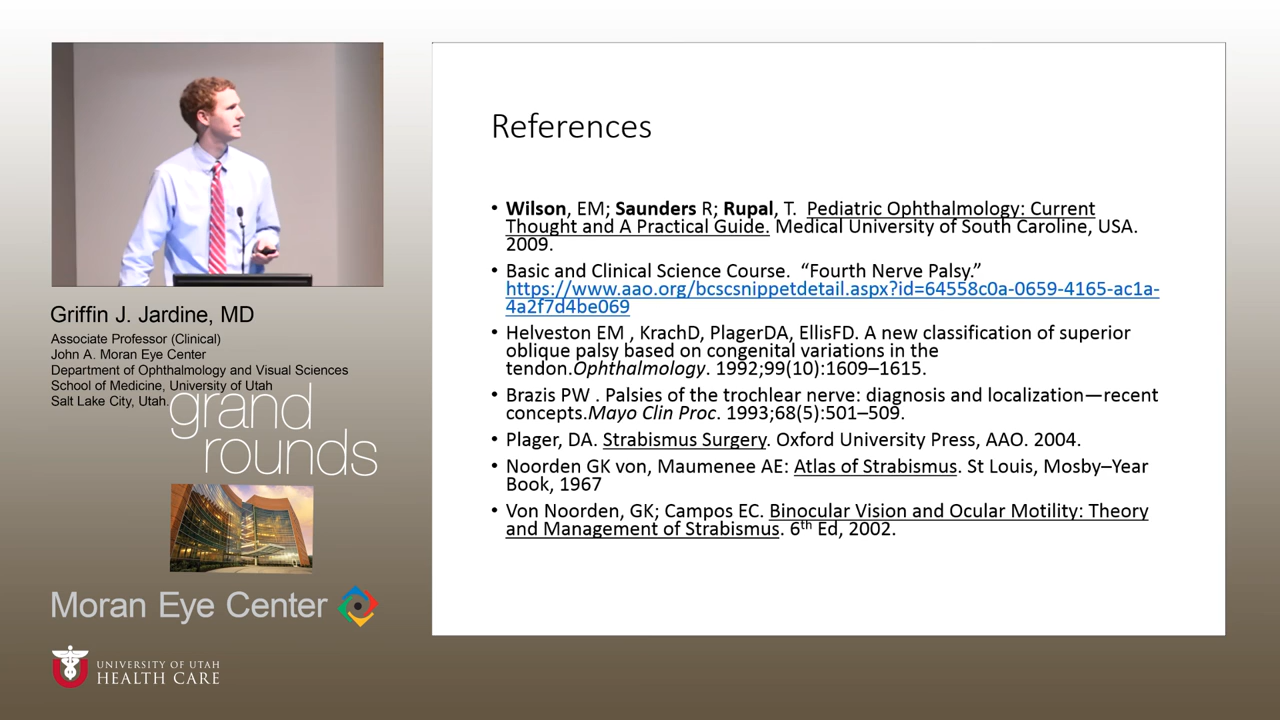 Griffin J. Jardine, MD
Associate Professor (Clinical)
John A. Moran Eye Center
Department of Ophthalmology and Visual Sciences
School of Medicine, University of Utah
Salt Lake City, Utah.
grand
rounds
Moran Eye Center
UNIVERSITY OF UTAH
HEALTH CARE
References
• Wilson, EM; Saunders R; Rupal, T. Pediatric Ophthalmology: Current
Thought and A Practical Guide. Medical University of South Caroline, USA.
2009.
• Basic and Clinical Science Course. “Fourth Nerve Palsy.”
https://www.aao.org/bcscsnippetdetail.aspx?id=64558c0a-0659-4165-ac1a-
4a2f7d4be069
• Helveston EM , KrachD, PlagerDA, EllisFD. A new classification of superior
oblique palsy based on congenital variations in the
tendon.Ophthalmology. 1992;99(10):1609–1615.
• Brazis PW . Palsies of the trochlear nerve: diagnosis and localization—recent
concepts.Mayo Clin Proc. 1993;68(5):501–509.
• Plager, DA. Strabismus Surgery. Oxford University Press, AAO. 2004.
• Noorden GK von, Maumenee AE: Atlas of Strabismus. St Louis, Mosby–Year
Book, 1967
• Von Noorden, GK; Campos EC. Binocular Vision and Ocular Motility: Theory
and Management of Strabismus. 6th Ed, 2002.